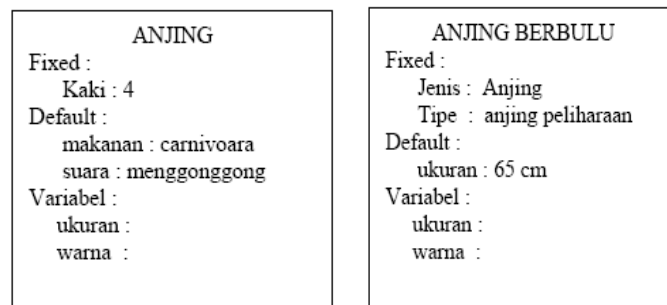 ANJING
Fixed :
Kaki : 4
Default :
makanan : carnivoara
suara : menggonggong
Variabel :
ukuran :
warna :
ANJING BERBULU
Fixed :
Jenis : Anjing
Tipe : anjing peliharaan
Default :
ukuran : 65 cm
Variabel :
ukuran :
warna :